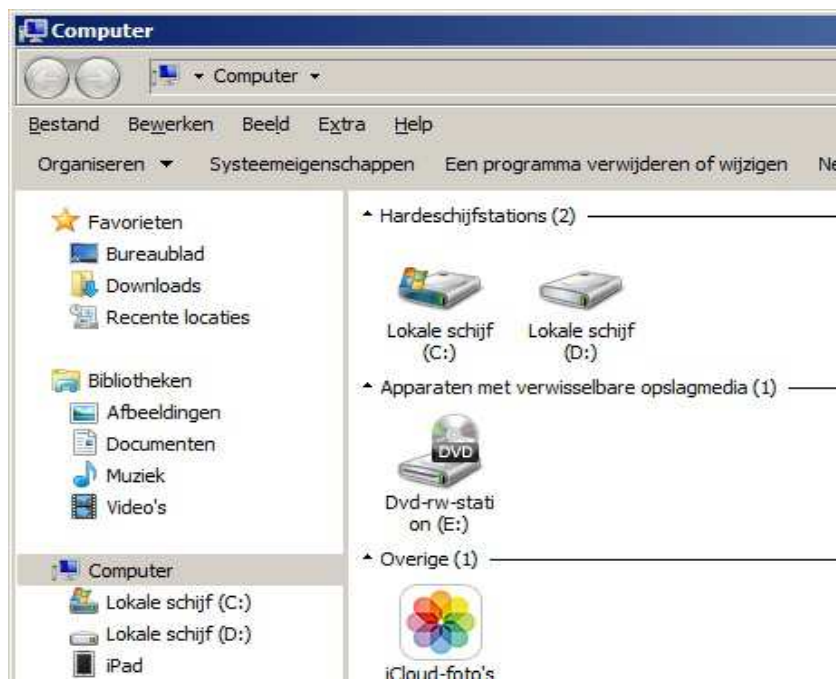 Computer
Computer
Bestand Bewerken Beeld Extra Help
Organiseren Systeemeigenschappen Een programma verwijderen of wijzigen Ne
Favorieten
Bureaublad
Downloads
Recente locaties
Bibliotheken
Afbeeldingen
Documenten
Muziek
Video's
Computer
Lokale schijf (C:)
Lokale schijf (D:)
iPad
Hardeschijfstations (2)
Lokale schijf
(C:)
Lokale schijf
(D:)
Apparaten met verwisselbare opslagmedia (1)
DVD
Dvd-rw-stati
on (E:)
Overige (1)
iCloud-foto's